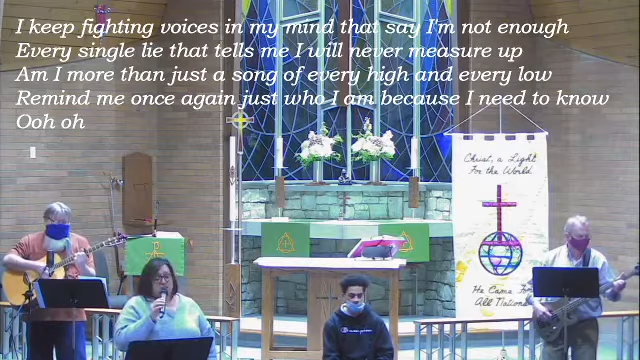 I keep fighting voices in my mind that say I'm not enough
Every single lie that tells me I will never measure up
Am I more than just a song of every high and every low
Remind me once again just who I am because I need to know
Ooh oh
Christ, a Light
For the World
He Came For
All Nations